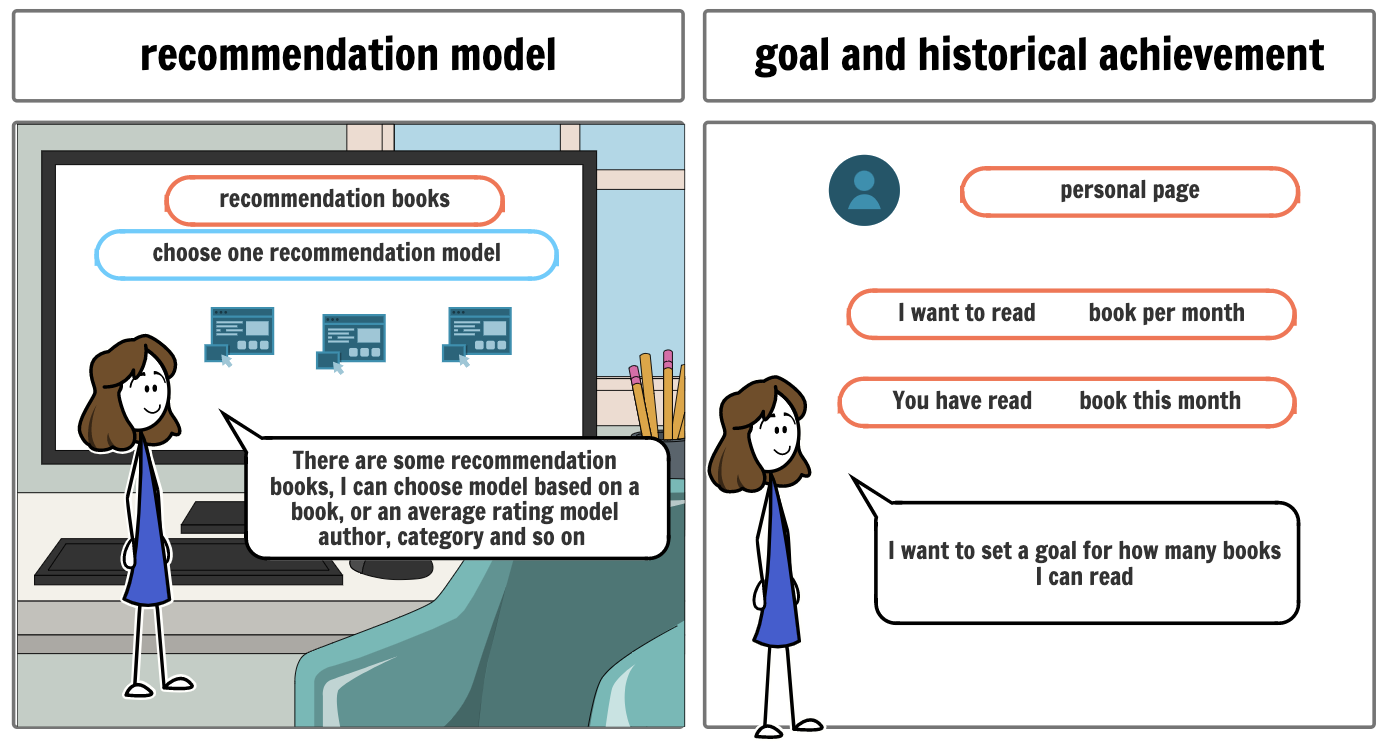 recommendation model
recommendation books
choose one recommendation model
There are some recommendation
books, I can choose model based on a
book, or an average rating model
author, category and so on
goal and historical achievement
personal page
I want to read book per month
You have read book this month
I want to set a goal for how many books
I can read